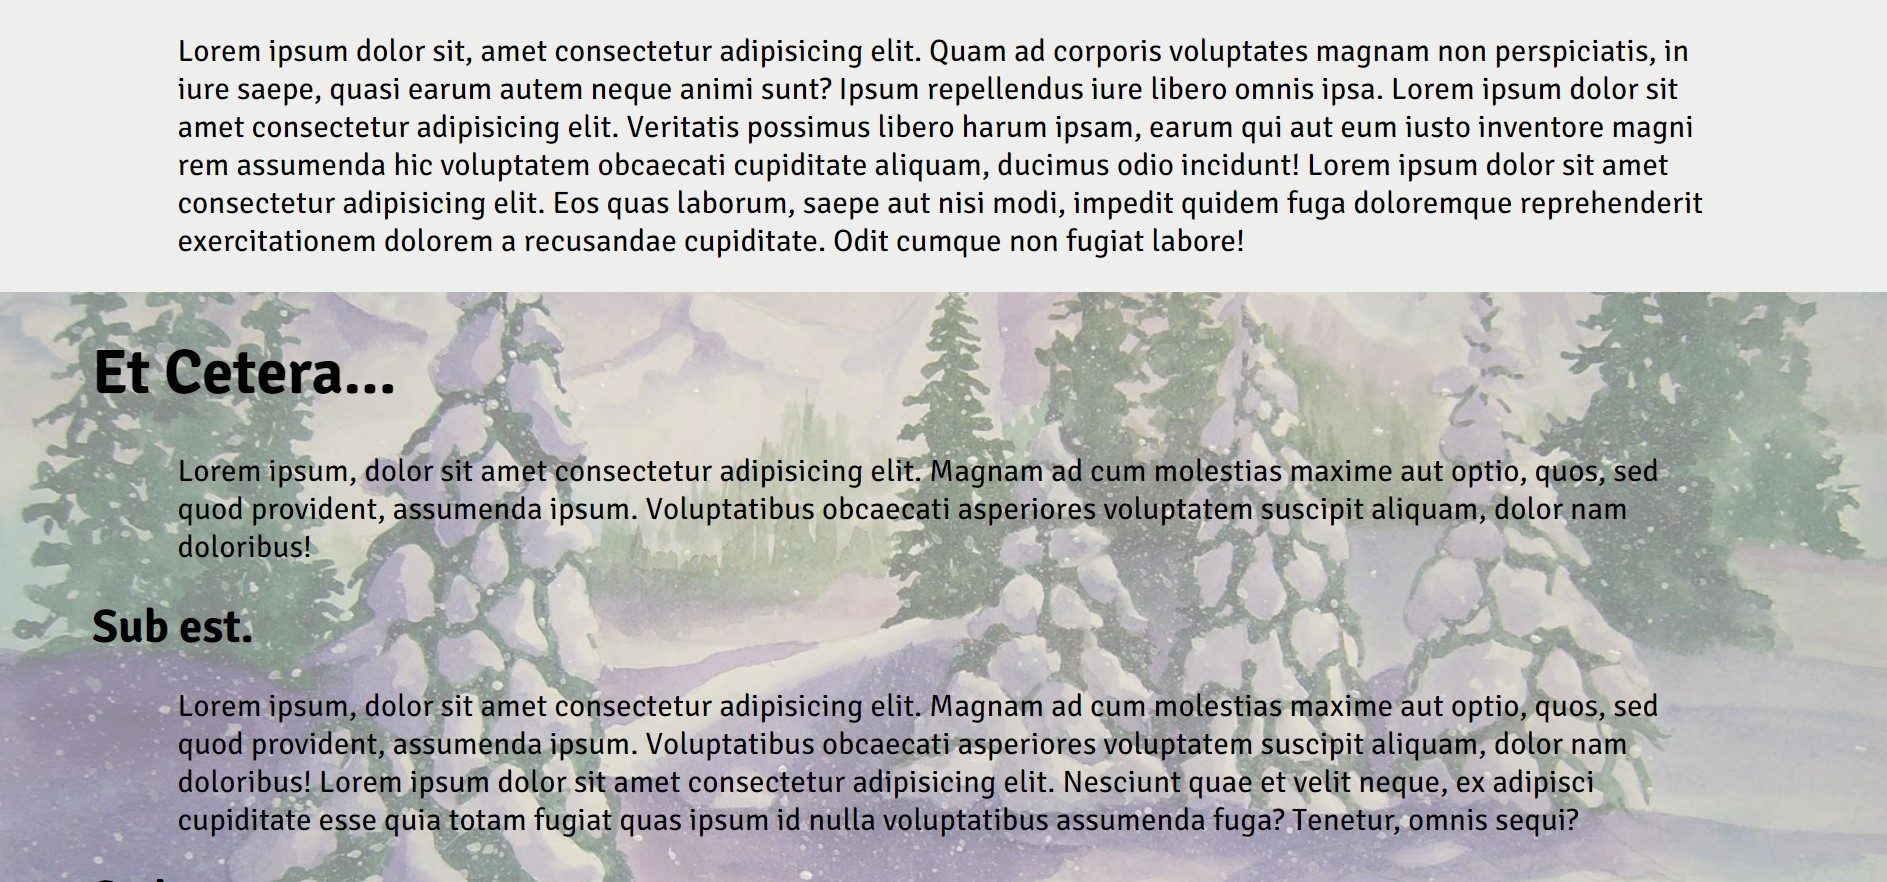 Lorem ipsum dolor sit, amet consectetur adipisicing elit. Quam ad corporis voluptates magnam non perspiciatis, in
iure saepe, quasi earum autem neque animi sunt? Ipsum repellendus iure libero omnis ipsa. Lorem ipsum dolor sit
amet consectetur adipisicing elit. Veritatis possimus libero harum ipsam, earum qui aut eum iusto inventore magni
rem assumenda hic voluptatem obcaecati cupiditate aliquam, ducimus odio incidunt! Lorem ipsum dolor sit amet
consectetur adipisicing elit. Eos quas laborum, saepe aut nisi modi, impedit quidem fuga doloremque reprehenderit
exercitationem dolorem a recusandae cupiditate. Odit cumque non fugiat labore!
Et Cetera...
Lorem ipsum, dolor sit amet consectetur adipisicing elit. Magnam ad cum molestias maxime aut optio, quos, sed
quod provident, assumenda ipsum. Voluptatibus obcaecati asperiores voluptatem suscipit aliquam, dolor nam
doloribus!
Sub est.
Lorem ipsum, dolor sit amet consectetur adipisicing elit. Magnam ad cum molestias maxime aut optio, quos, sed
quod provident, assumenda ipsum. Voluptatibus obcaecati asperiores voluptatem suscipit aliquam, dolor nam
doloribus! Lorem ipsum dolor sit amet consectetur adipisicing elit. Nesciunt quae et velit neque, ex adipisci
cupiditate esse quia totam fugiat quas ipsum id nulla voluptatibus assumenda fuga? Tenetur, omnis sequi?